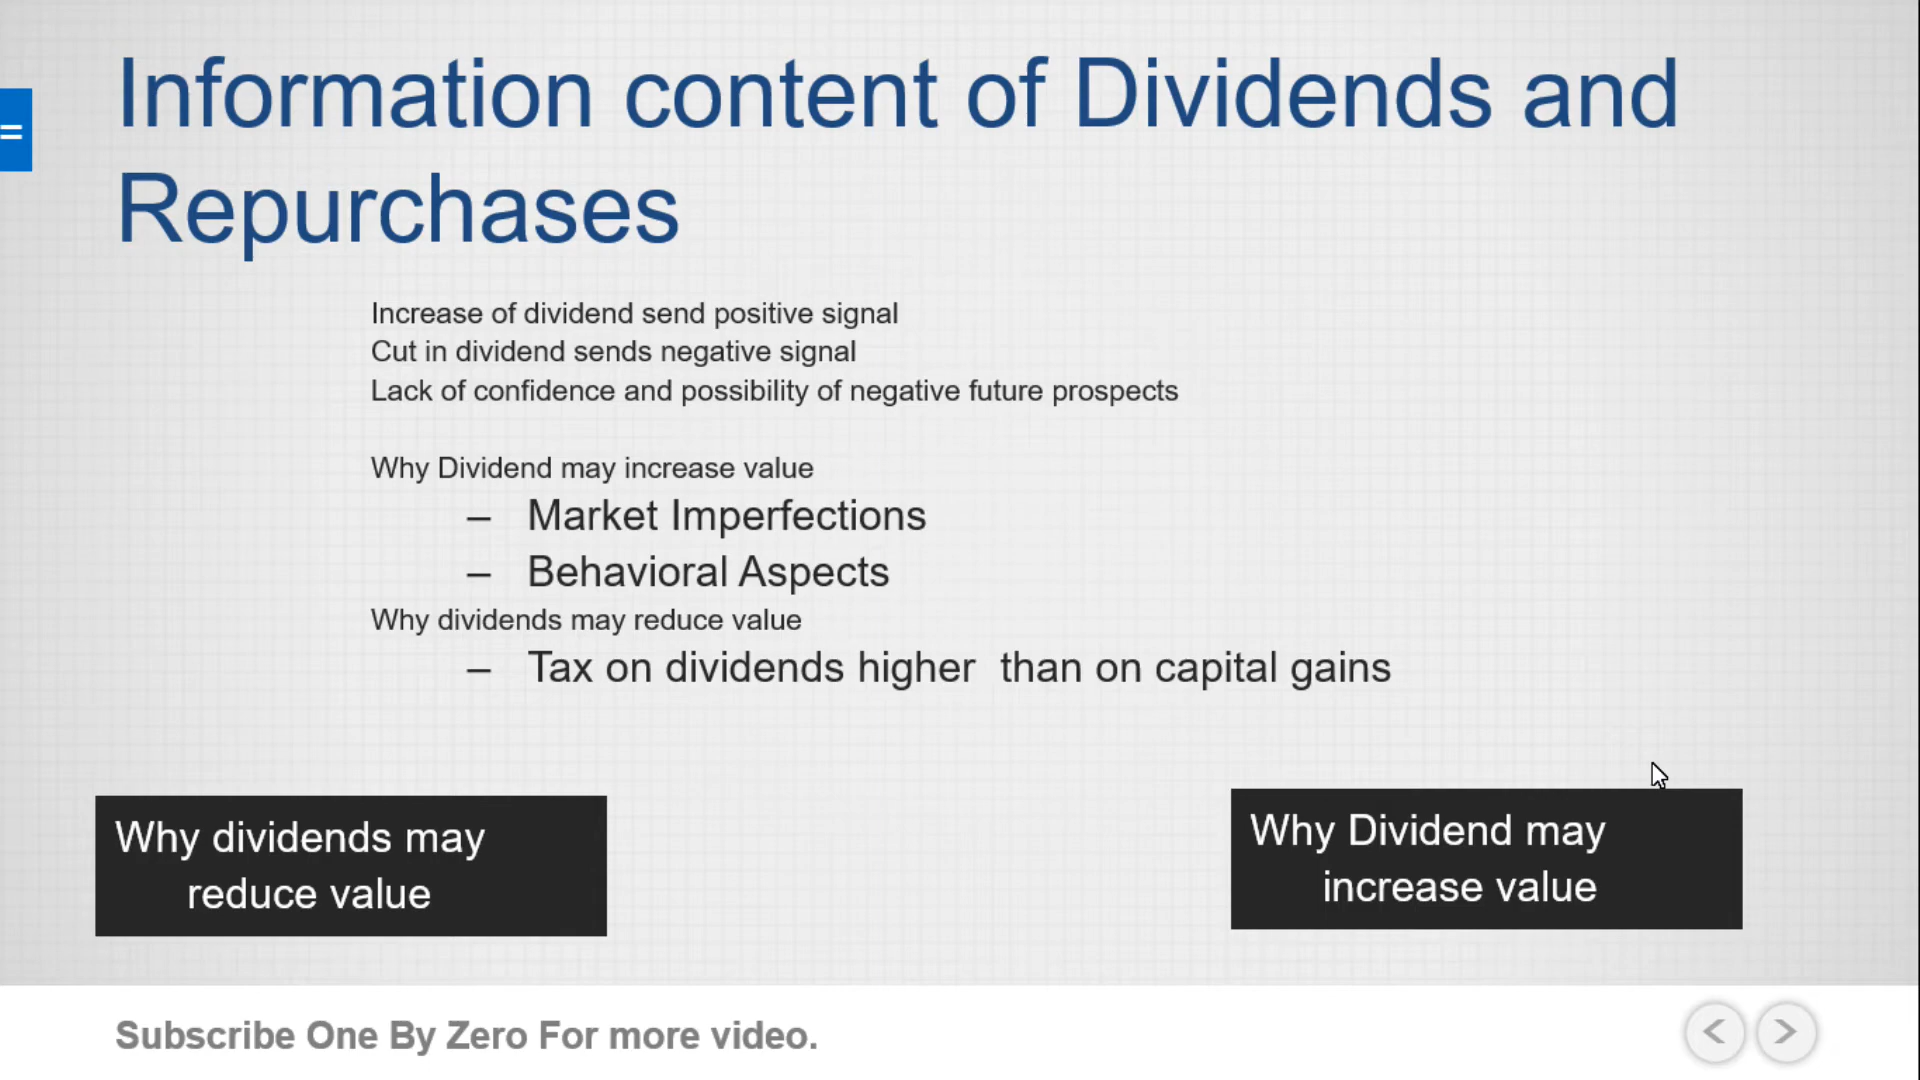 Information content of Dividends and
Repurchases
Increase of dividend send positive signal
Cut in dividend sends negative signal
Lack of confidence and possibility of negative future prospects
Why Dividend may increase value
– Market Imperfections
– Behavioral Aspects
Why dividends may reduce value
– Tax on dividends higher  than on capital gains
Why dividends may
reduce value
Why Dividend may
increase value
Subscribe One By Zero For more video.